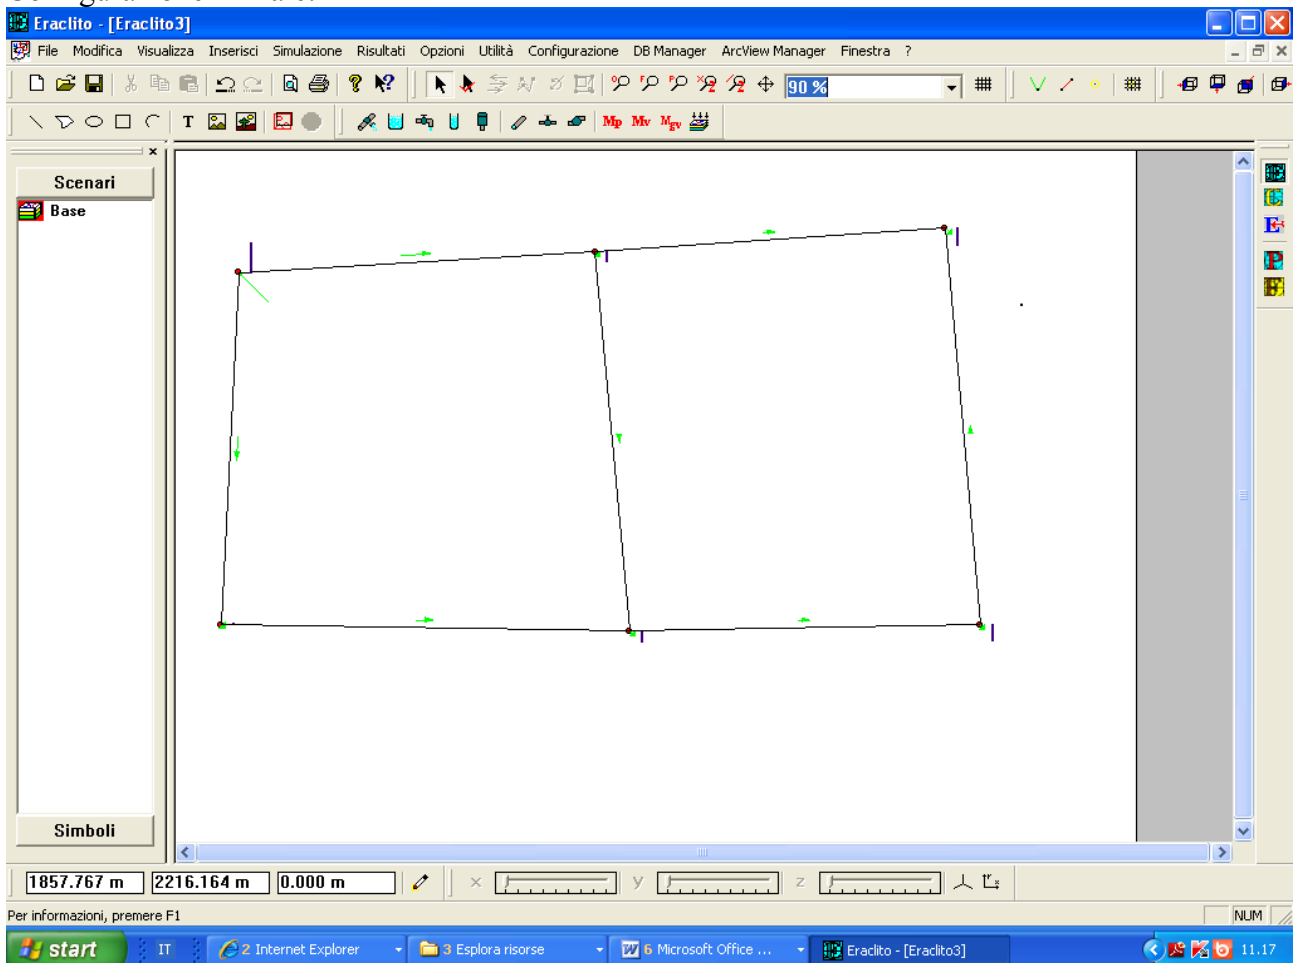 Eraclito - [Eraclito3]
File Modifica Visualizza Inserisci Simulazione Risultati Opzioni Utilità Configurazione DB Manager ArcView Manager Finestra ?
90 %
T Mp Mv Mgv
Scenari
Base
Simboli
1857.767 m 2216.164 m 0.000 m x y z
Per informazioni, premere F1 NUM
start IT 2 Internet Explorer 3 Esplora risorse 6 Microsoft Office ... Eraclito - [Eraclito3] 11.17